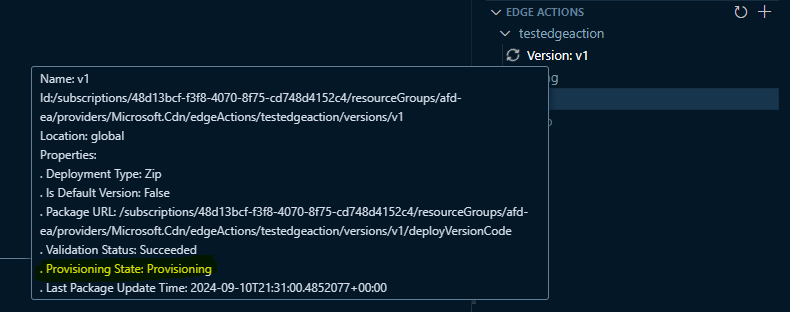 EDGE ACTIONS
testedgeaction
Version: v1
Name: v1
Id:/subscriptions/48d13bcf-f3f8-4070-8f75-cd748d4152c4/resourceGroups/afd-
ea/providers/Microsoft.Cdn/edgeActions/testedgeaction/versions/v1
Location: global
Properties:
. Deployment Type: Zip
. Is Default Version: False
. Package URL: /subscriptions/48d13bcf-f3f8-4070-8f75-cd748d4152c4/resourceGroups/afd-
ea/providers/Microsoft.Cdn/edgeActions/testedgeaction/versions/v1/deployVersionCode
. Validation Status: Succeeded
. Provisioning State: Provisioning
. Last Package Update Time: 2024-09-10T21:31:00.4852077+00:00